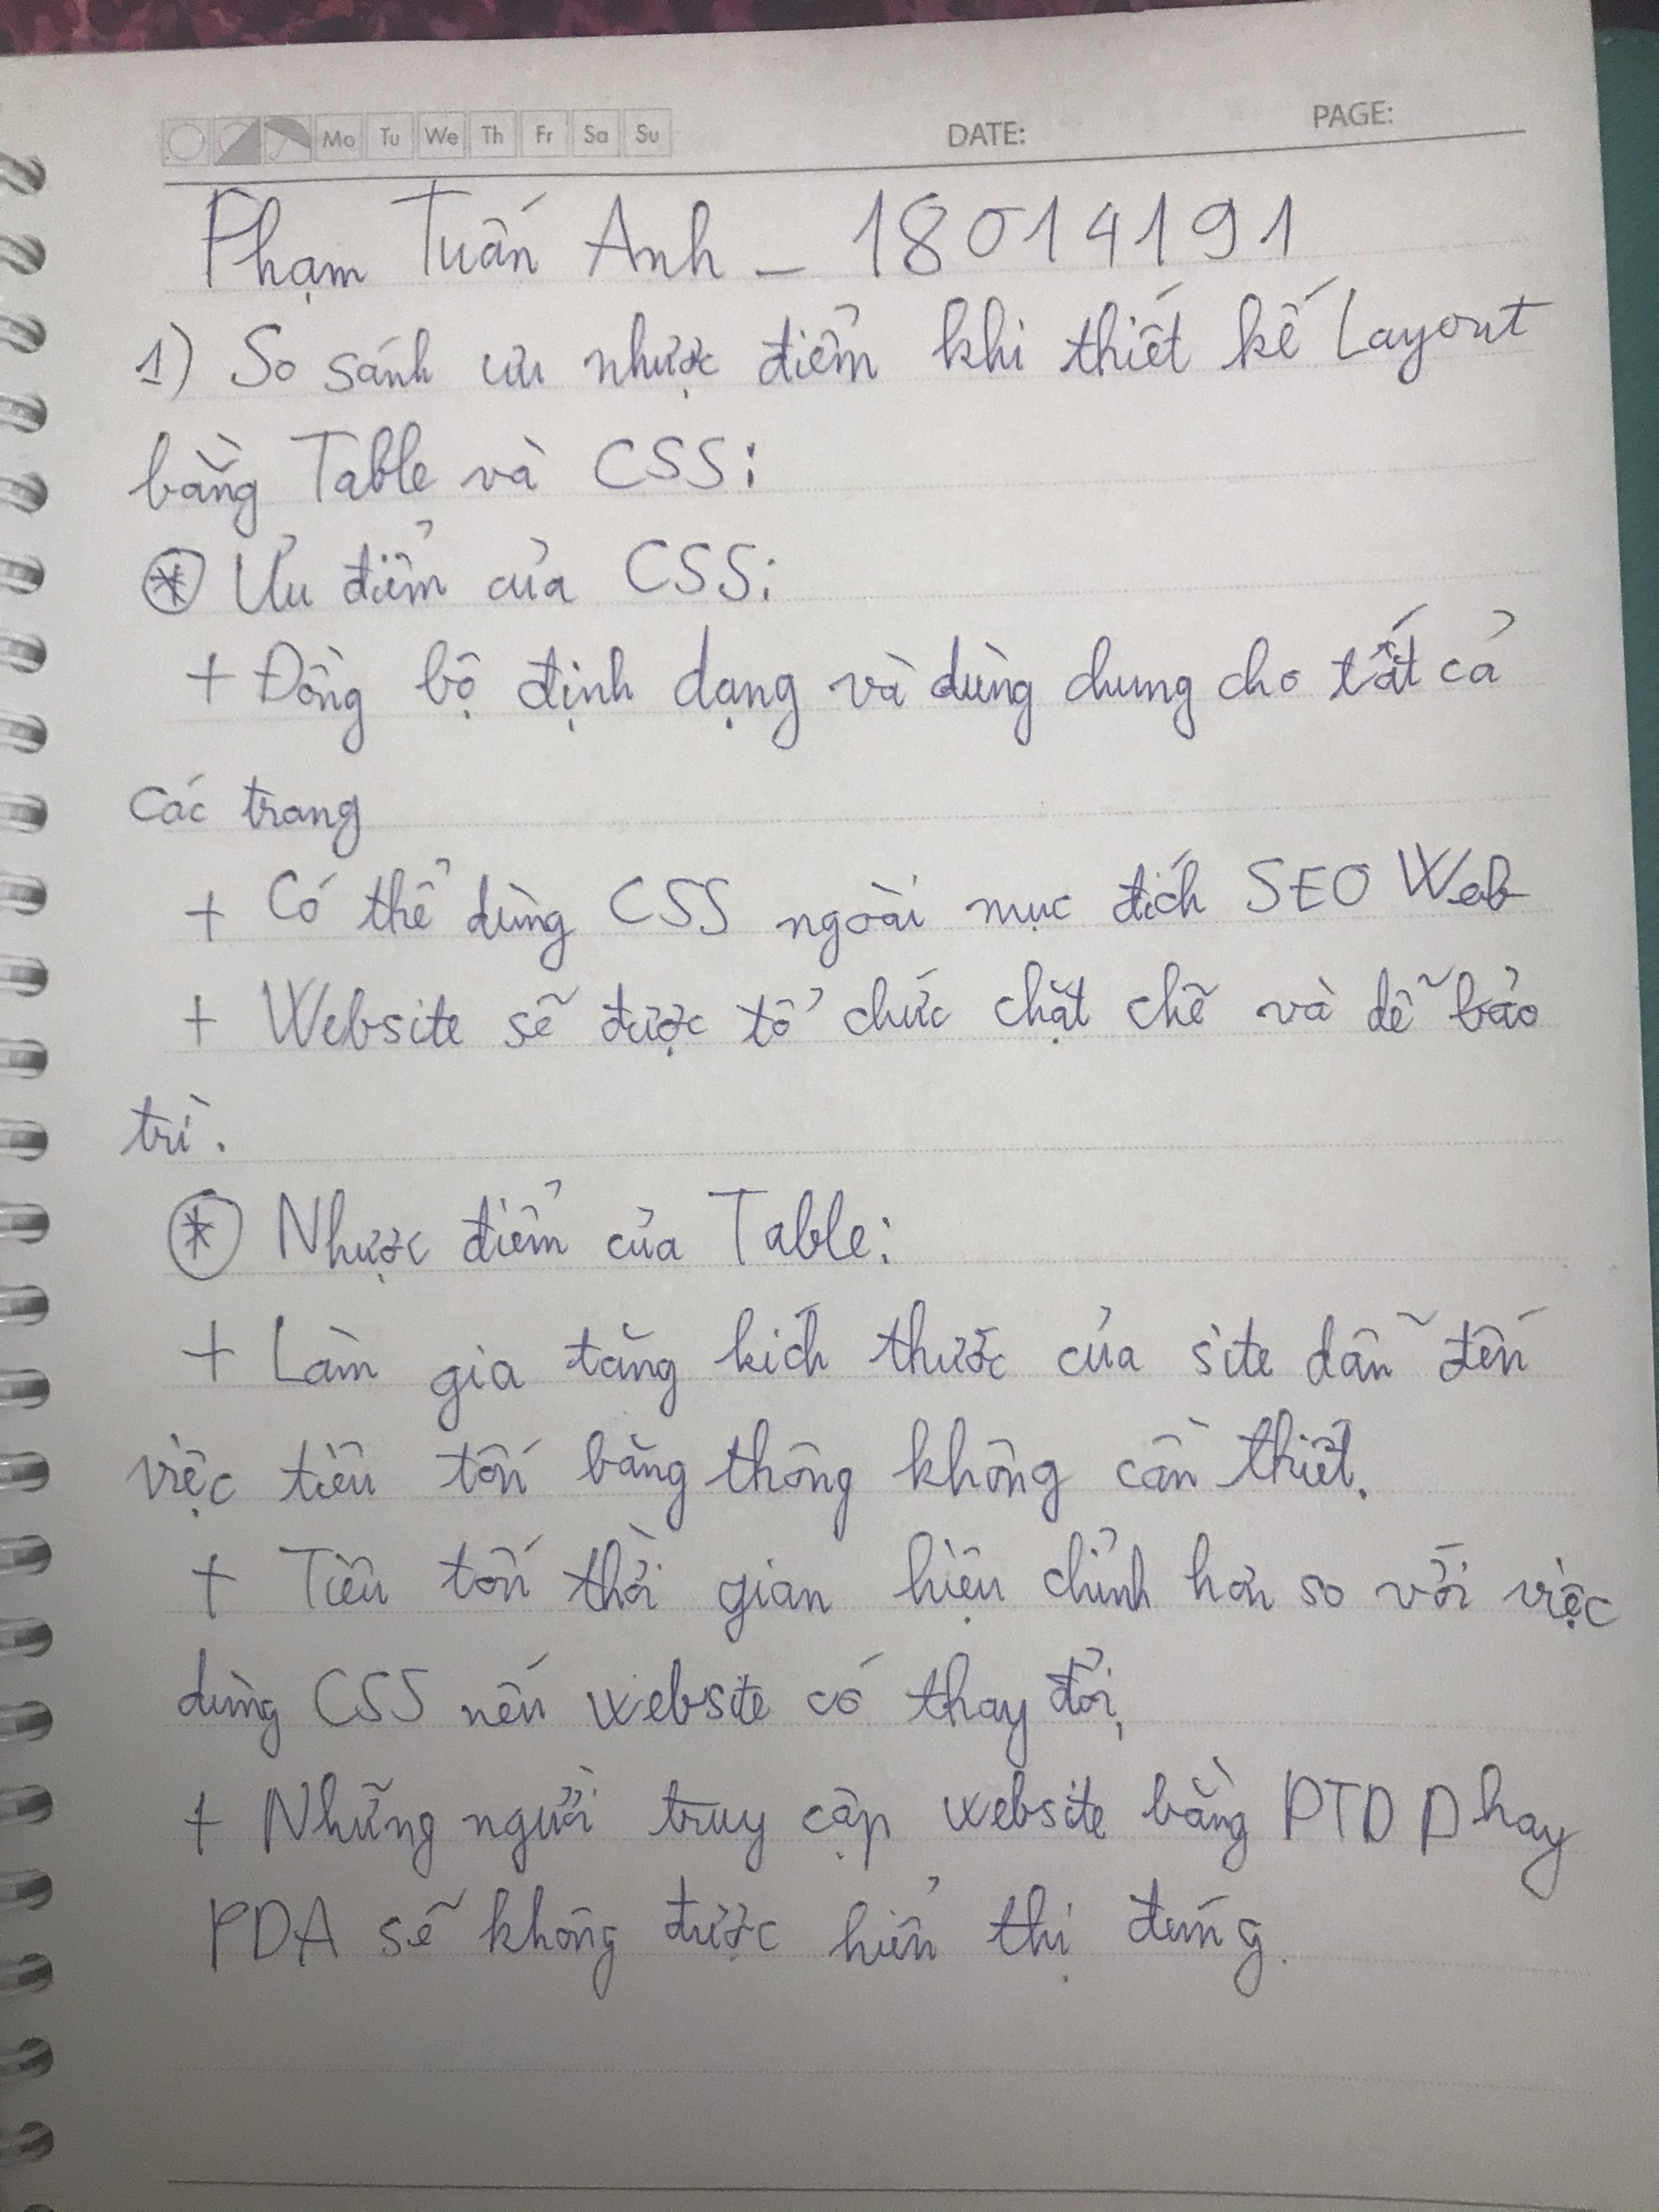 Mo Tu We Th Fr Sa Su DATE: PAGE:
Phạm Tuấn Anh - 18014191
1) So sánh ưu nhược điểm khi thiết kế Layout
bằng Table và CSS:
* Ưu điểm của CSS:
+ Đồng bộ định dạng và dùng chung cho tất cả
các trang
+ Có thể dùng CSS ngoài mục đích SEO Web
+ Website sẽ được tổ chức chặt chẽ và dễ bảo
trì.
* Nhược điểm của Table:
+ Làm gia tăng kích thước của site dẫn đến
việc tiêu tốn băng thông không cần thiết.
+ Tiêu tốn thời gian hiệu chỉnh hơn so với việc
dùng CSS nếu website có thay đổi,
+ Những người truy cập website bằng PTDD hay
PDA sẽ không được hiển thị đúng.